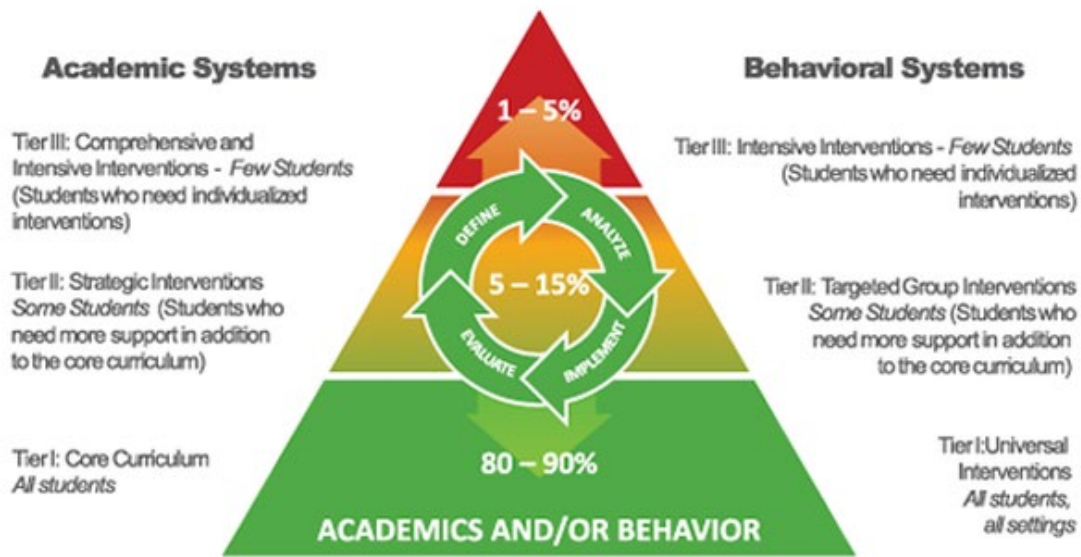 Academic Systems
Tier III: Comprehensive and
Intensive Interventions - Few Students
(Students who need individualized
interventions)
Tier II: Strategic Interventions
Some Students (Students who
need more support in addition
to the core curriculum)
Tier I: Core Curriculum
All students
1 – 5%
DEFINE
ANALYZE
5 – 15%
EVALUATE
IMPLEMENT
80 – 90%
ACADEMICS AND/OR BEHAVIOR
Behavioral Systems
Tier III: Intensive Interventions - Few Students
(Students who need individualized
interventions)
Tier II: Targeted Group Interventions
Some Students (Students who
need more support in addition
to the core curriculum)
Tier I:Universal
Interventions
All students,
all settings